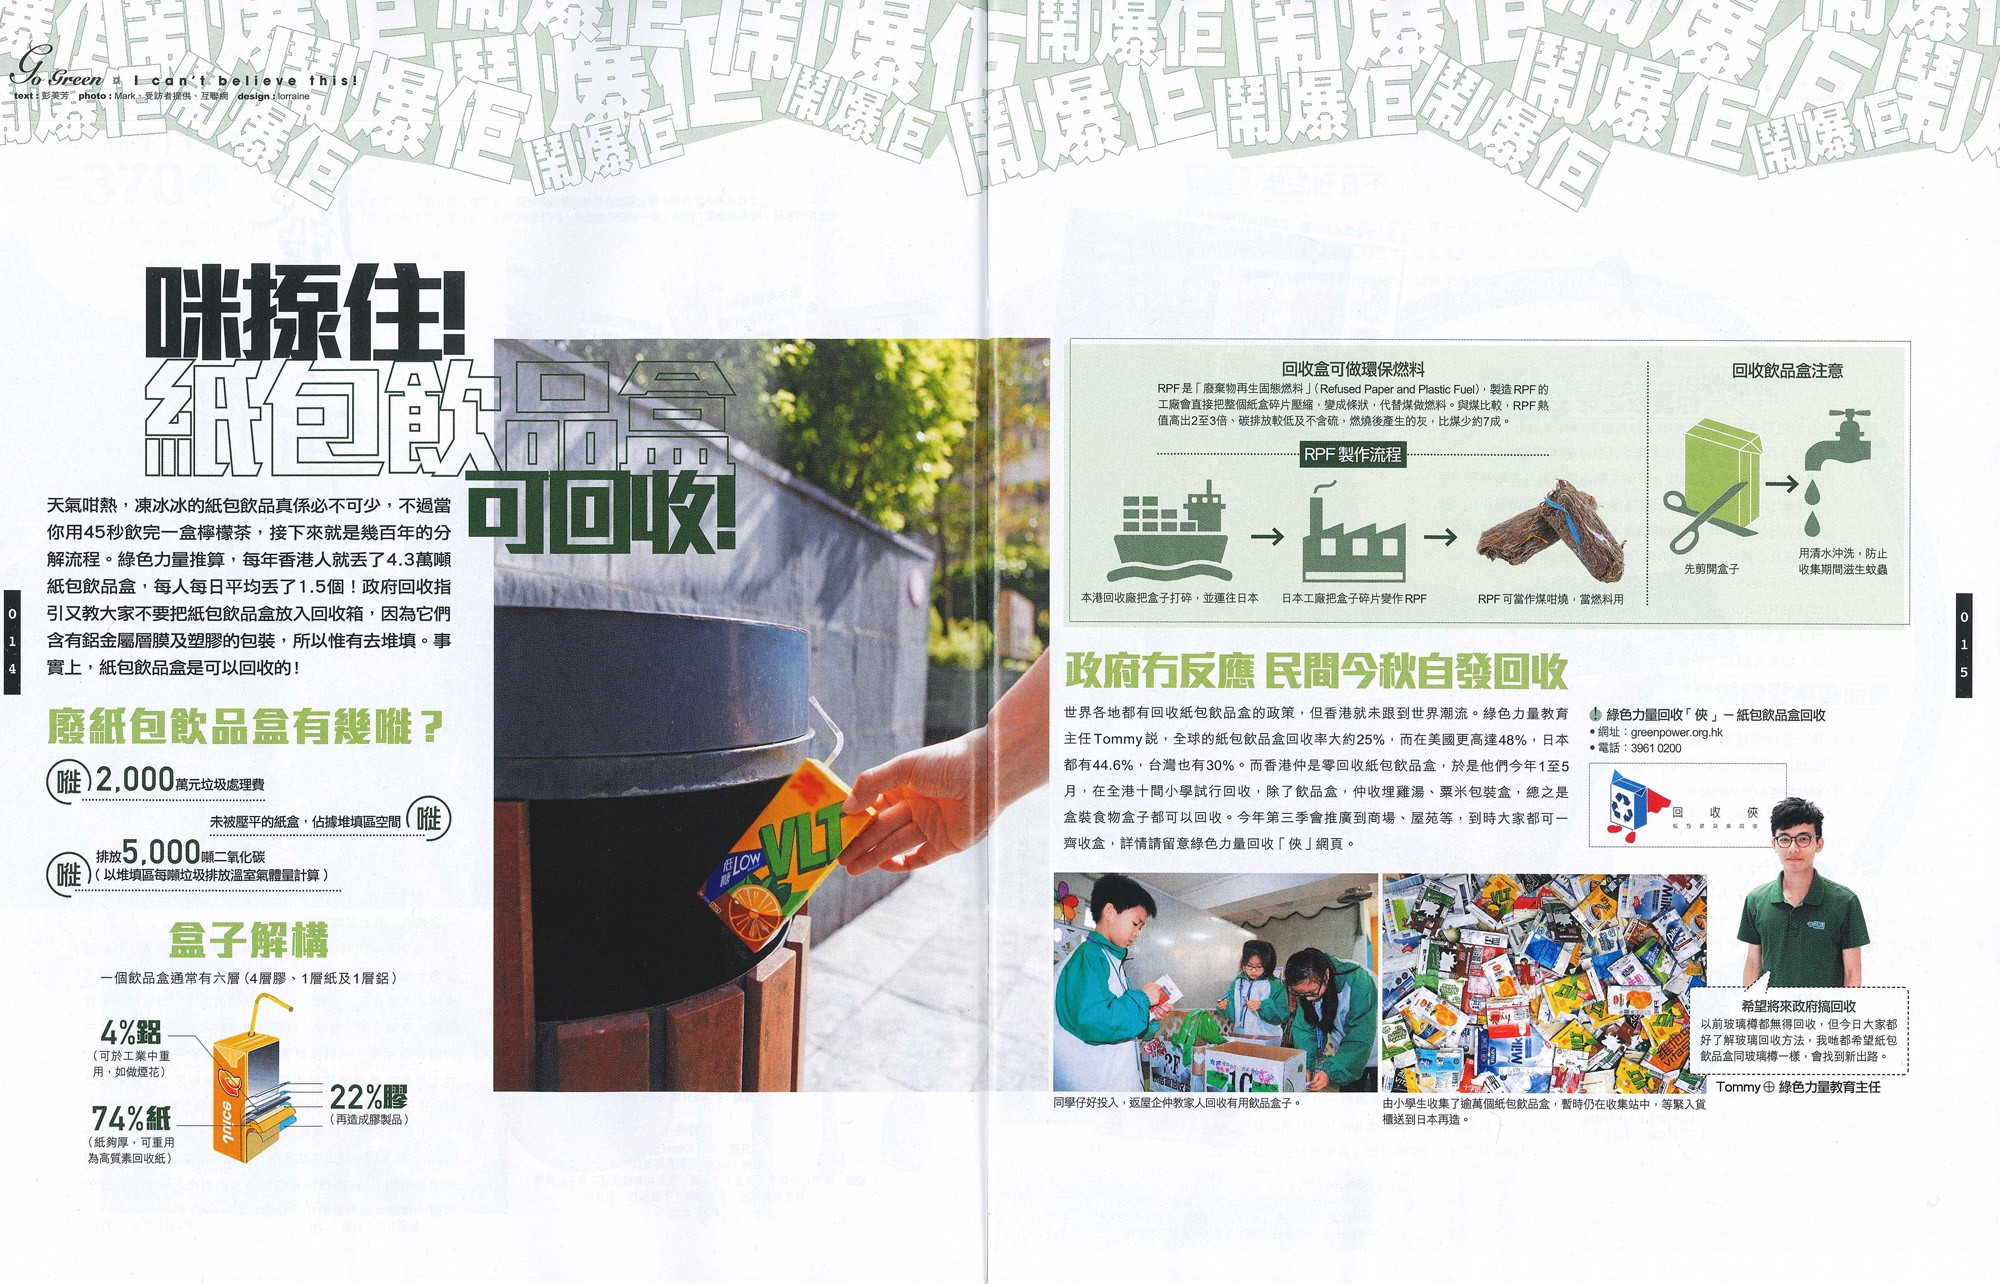 Go Green ¤ I can't believe this!
text : 彭美芳 photo : Mark、受訪者提供、互聯網 design : lorraine
鬧爆佢
咪掠住!
紙包飲品盒
可回收!
天氣咁熱，凍冰冰的紙包飲品真係必不可少，不過當
你用45秒飲完一盒檸檬茶，接下來就是幾百年的分
解流程。綠色力量推算，每年香港人就丟了4.3萬噸
紙包飲品盒，每人每日平均丟了1.5個！政府回收指
引又教大家不要把紙包飲品盒放入回收箱，因為它們
含有鋁金屬層膜及塑膠的包裝，所以惟有去堆填。事
實上，紙包飲品盒是可以回收的！
廢紙包飲品盒有幾嘥？
嘥 2,000萬元垃圾處理費
未被壓平的紙盒，佔據堆填區空間 嘥
嘥 排放5,000噸二氧化碳
（以堆填區每噸垃圾排放溫室氣體量計算）
盒子解構
一個飲品盒通常有六層（4層膠、1層紙及1層鋁）
4%鋁
（可於工業中重
用，如做煙花）
74%紙
（紙夠厚，可重用
為高質素回收紙）
22%膠
（再造成膠製品）
Juice
014
低糖 LOW
VLT
回收盒可做環保燃料
RPF是「廢棄物再生固態燃料」（Refused Paper and Plastic Fuel），製造RPF的
工廠會直接把整個紙盒碎片壓縮，變成條狀，代替煤做燃料。與煤比較，RPF熱
值高出2至3倍、碳排放較低及不含硫，燃燒後產生的灰，比煤少約7成。
RPF製作流程
本港回收廠把盒子打碎，並運往日本
日本工廠把盒子碎片變作RPF
RPF可當作煤咁燒，當燃料用
回收飲品盒注意
先剪開盒子
用清水沖洗，防止
收集期間滋生蚊蟲
015
政府冇反應 民間今秋自發回收
世界各地都有回收紙包飲品盒的政策，但香港就未跟到世界潮流。綠色力量教育
主任Tommy説，全球的紙包飲品盒回收率大約25%，而在美國更高達48%，日本
都有44.6%，台灣也有30%。而香港仲是零回收紙包飲品盒，於是他們今年1至5
月，在全港十間小學試行回收，除了飲品盒，仲收埋雞湯、粟米包裝盒，總之是
盒裝食物盒子都可以回收。今年第三季會推廣到商場、屋苑等，到時大家都可一
齊收盒，詳情請留意綠色力量回收「俠」網頁。
! 綠色力量回收「俠」－紙包飲品盒回收
• 網址：greenpower.org.hk
• 電話：3961 0200
回收俠
紙包飲品盒回收
同學仔好投入，返屋企仲教家人回收有用飲品盒子。
由小學生收集了逾萬個紙包飲品盒，暫時仍在收集站中，等緊入貨
櫃送到日本再造。
希望將來政府搞回收
以前玻璃樽都無得回收，但今日大家都
好了解玻璃回收方法，我哋都希望紙包
飲品盒同玻璃樽一樣，會找到新出路。
Tommy ⊕ 綠色力量教育主任